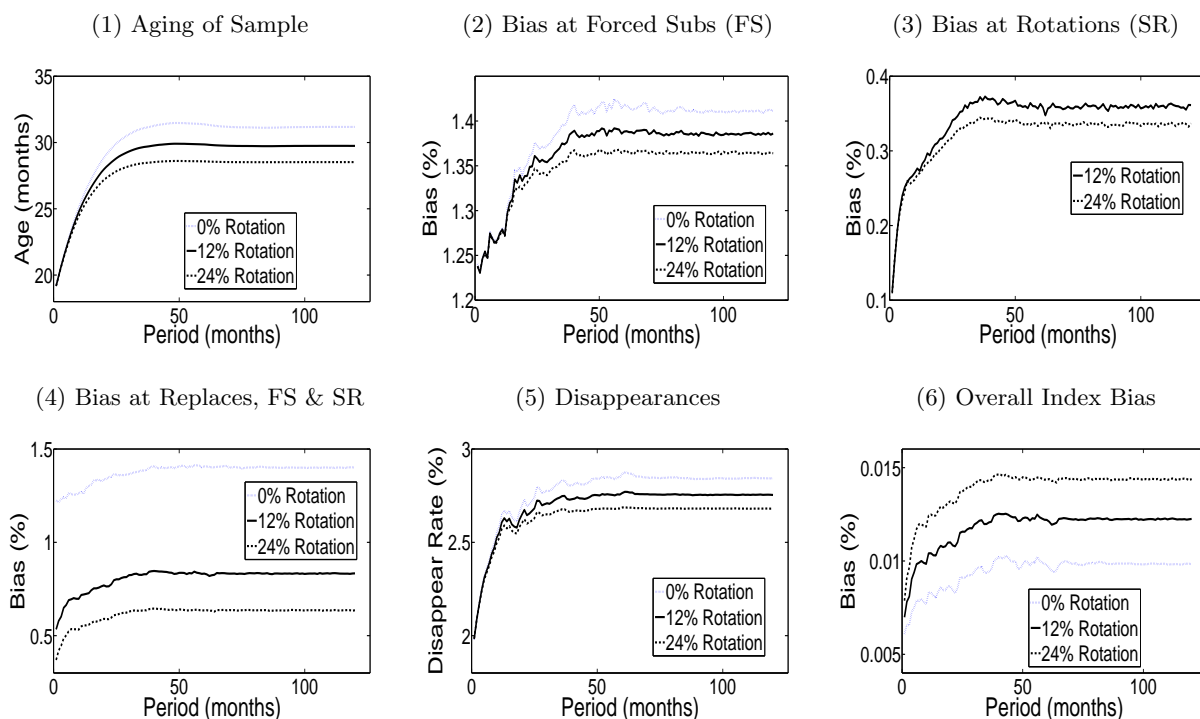 (1) Aging of Sample
35
30
25
20
Age (months)
0% Rotation
12% Rotation
24% Rotation
0 50 100
Period (months)
(2) Bias at Forced Subs (FS)
1.4
1.35
1.3
1.25
1.2
Bias (%)
0% Rotation
12% Rotation
24% Rotation
0 50 100
Period (months)
(3) Bias at Rotations (SR)
0.4
0.3
0.2
0.1
Bias (%)
12% Rotation
24% Rotation
0 50 100
Period (months)
(4) Bias at Replaces, FS & SR
1.5
1
0.5
Bias (%)
0% Rotation
12% Rotation
24% Rotation
0 50 100
Period (months)
(5) Disappearances
3
2.5
2
Disappear Rate (%)
0% Rotation
12% Rotation
24% Rotation
0 50 100
Period (months)
(6) Overall Index Bias
0.015
0.01
0.005
Bias (%)
0% Rotation
12% Rotation
24% Rotation
0 50 100
Period (months)